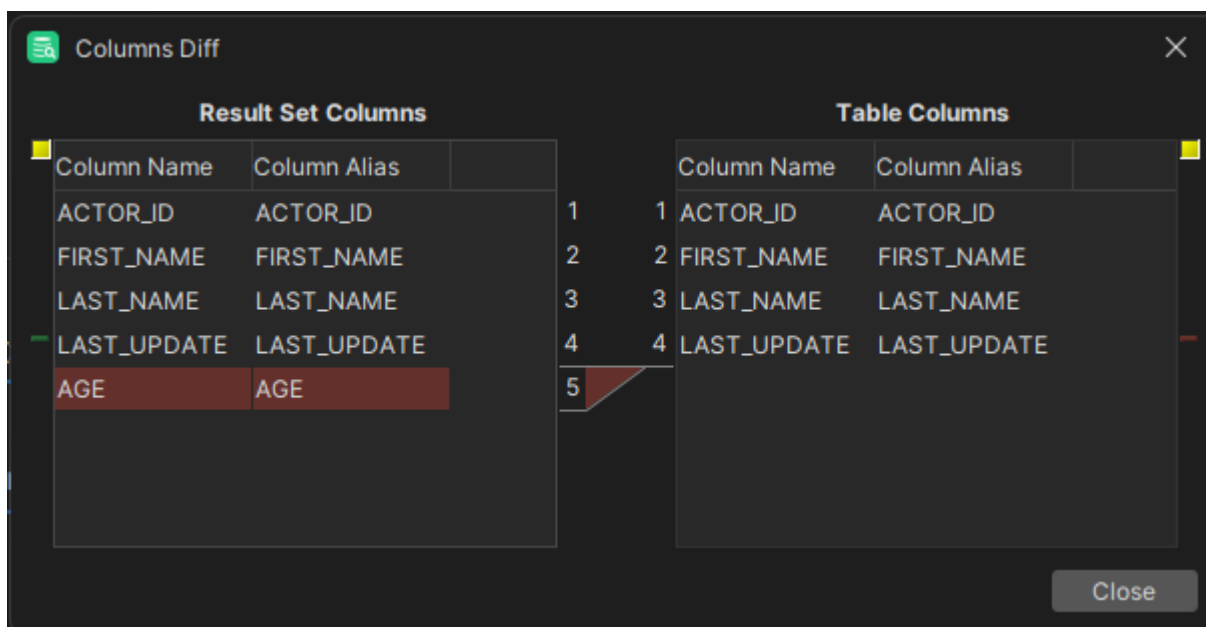 Columns Diff
Result Set Columns Table Columns
Column Name Column Alias Column Name Column Alias
ACTOR_ID ACTOR_ID 1 1 ACTOR_ID ACTOR_ID
FIRST_NAME FIRST_NAME 2 2 FIRST_NAME FIRST_NAME
LAST_NAME LAST_NAME 3 3 LAST_NAME LAST_NAME
LAST_UPDATE LAST_UPDATE 4 4 LAST_UPDATE LAST_UPDATE
AGE AGE 5
Close